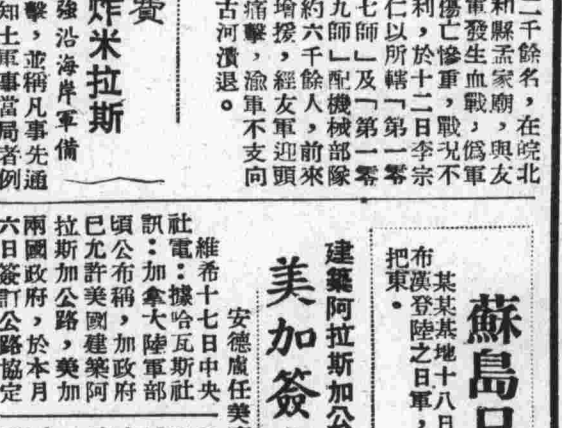 二千餘名，在皖北
和縣孟家廟，與友
軍發生血戰，僞軍
傷亡慘重，戰况不
利，於十二日李宗
仁以所轄「第一零
七師」及「第一零
九師」配機械部隊
約六千餘人，前來
增援，經友軍迎頭
痛擊，渝軍不支向
古河潰退。
費
炸米拉斯
強沿海岸軍備
擊，並稱凡事先通
知士軍事當局者例
蘇島日
某某基地十八日
布漢登陸之日軍，
把東。
建築阿拉斯加公
美加簽
安德盧任美
維希十七日中央
社電：據哈瓦斯社
訊：加拿大陸軍部
頃公布稱，加政府
已允許美國建築阿
拉斯加公路，美加
兩國政府，於本月
六日簽訂公路協定